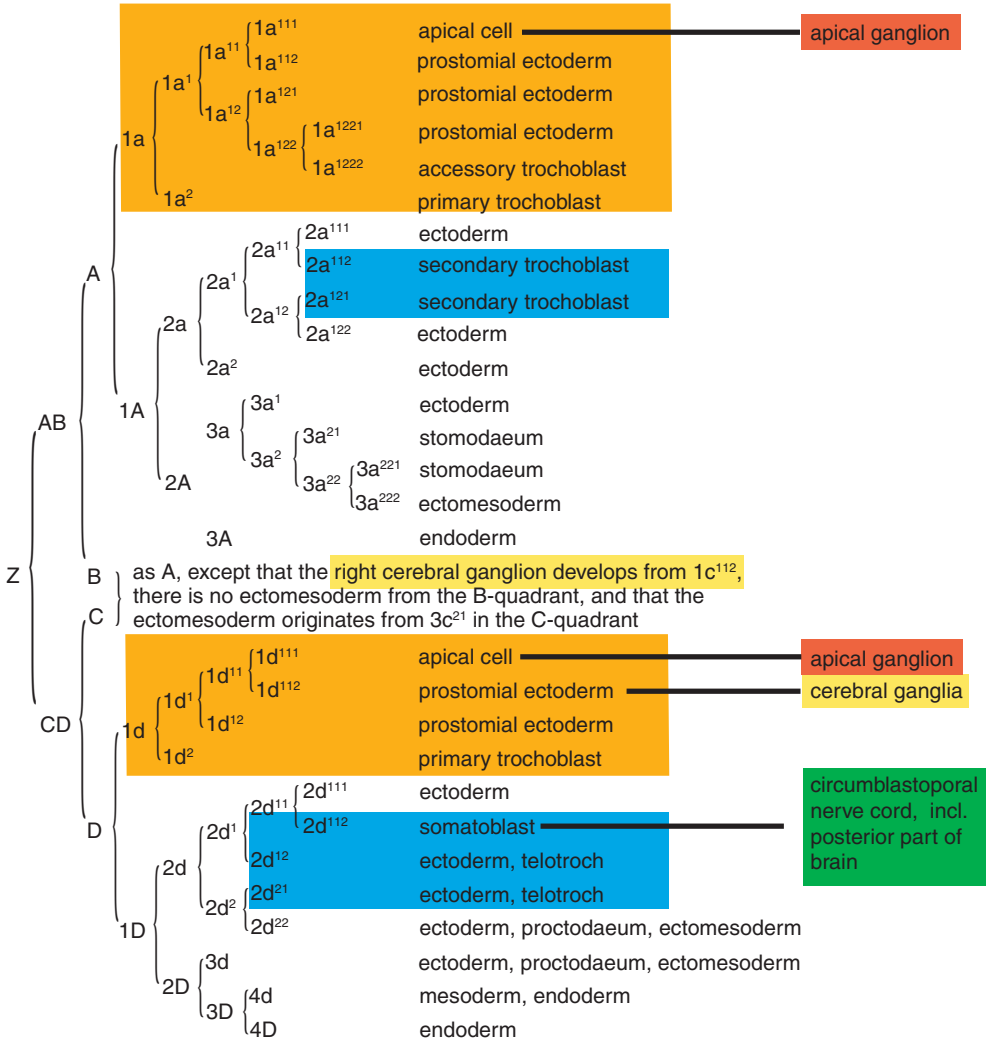 1a¹¹¹ apical cell apical ganglion
1a¹¹
1a¹¹² prostomial ectoderm
1a¹
1a¹²¹ prostomial ectoderm
1a¹²
1a¹²²¹ prostomial ectoderm
1a
1a¹²²
1a¹²²² accessory trochoblast
1a² primary trochoblast
2a¹¹¹ ectoderm
2a¹¹
2a¹¹² secondary trochoblast
A
2a¹
2a¹²¹ secondary trochoblast
2a¹²
2a
2a¹²² ectoderm
2a² ectoderm
3a¹ ectoderm
1A
AB
3a
3a²¹ stomodaeum
3a²
3a²²¹ stomodaeum
2A
3a²²
3a²²² ectomesoderm
3A endoderm
Z
B
as A, except that the right cerebral ganglion develops from 1c¹¹²,
there is no ectomesoderm from the B-quadrant, and that the
C
ectomesoderm originates from 3c²¹ in the C-quadrant
1d¹¹¹ apical cell apical ganglion
1d¹¹
1d¹¹² prostomial ectoderm cerebral ganglia
1d¹
CD
1d
1d¹² prostomial ectoderm
1d² primary trochoblast
2d¹¹¹ ectoderm
circumblastoporal
2d¹¹
nerve cord, incl.
D
2d¹
2d¹¹² somatoblast
posterior part of
brain
2d
2d¹² ectoderm, telotroch
2d²¹ ectoderm, telotroch
2d²
1D
2d²² ectoderm, proctodaeum, ectomesoderm
3d ectoderm, proctodaeum, ectomesoderm
2D
4d mesoderm, endoderm
3D
4D endoderm